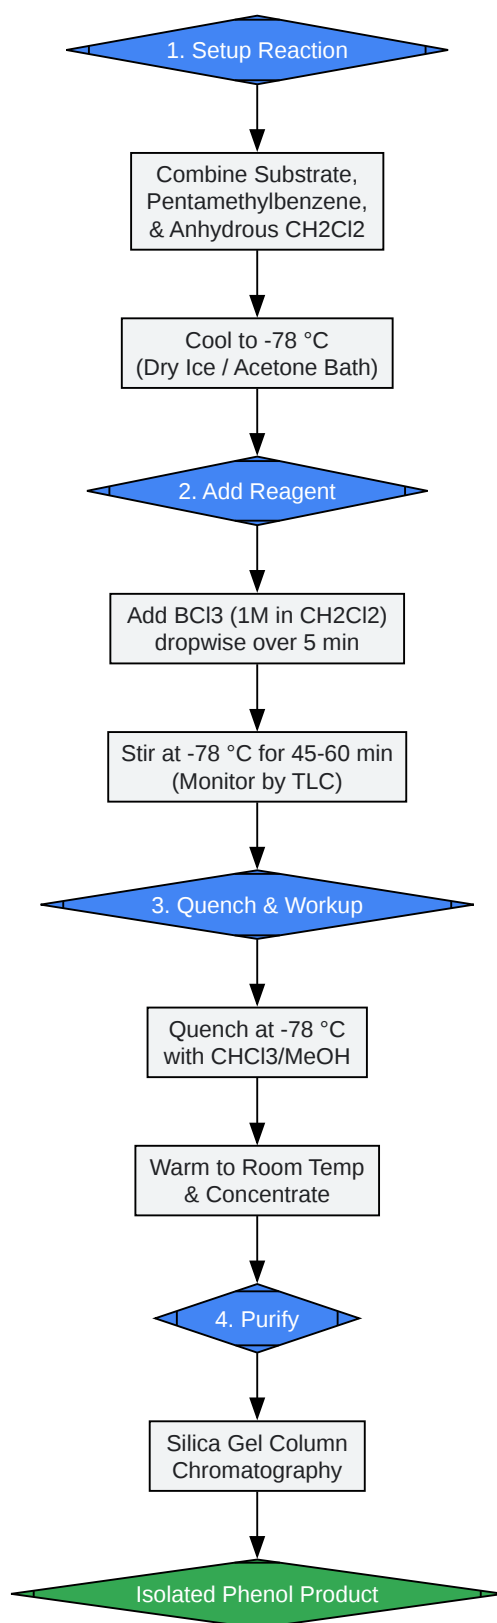 1. Setup Reaction
Combine Substrate,
Pentamethylbenzene,
& Anhydrous CH2Cl2
Cool to -78 °C
(Dry Ice / Acetone Bath)
2. Add Reagent
Add BCl3 (1M in CH2Cl2)
dropwise over 5 min
Stir at -78 °C for 45-60 min
(Monitor by TLC)
3. Quench & Workup
Quench at -78 °C
with CHCl3/MeOH
Warm to Room Temp
& Concentrate
4. Purify
Silica Gel Column
Chromatography
Isolated Phenol Product